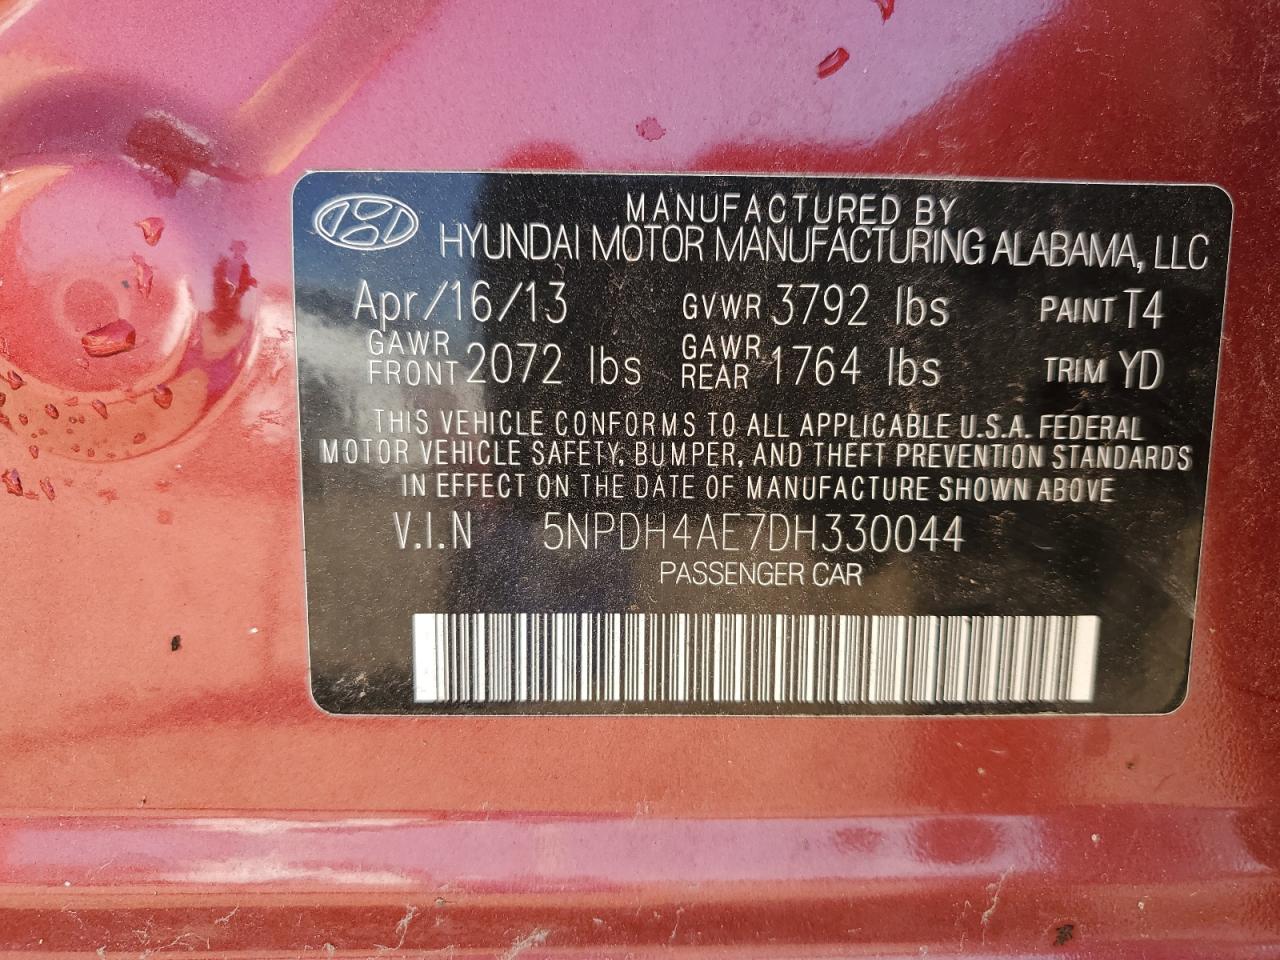 MANUFACTURED BY
HYUNDAI MOTOR MANUFACTURING ALABAMA, LLC
Apr/16/13 GVWR 3792 lbs PAINT T4
GAWR FRONT 2072 lbs GAWR REAR 1764 lbs TRIM YD
THIS VEHICLE CONFORMS TO ALL APPLICABLE U.S.A. FEDERAL
MOTOR VEHICLE SAFETY, BUMPER, AND THEFT PREVENTION STANDARDS
IN EFFECT ON THE DATE OF MANUFACTURE SHOWN ABOVE
V.I.N 5NPDH4AE7DH330044
PASSENGER CAR